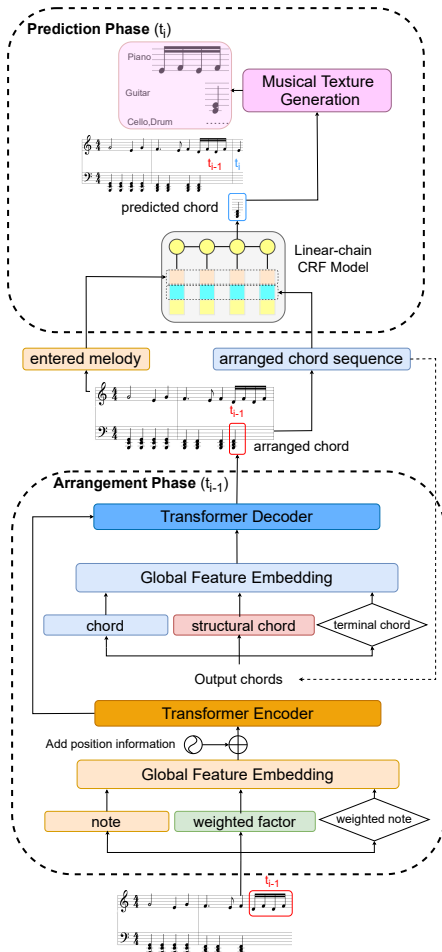 Prediction Phase (ti)
Piano
Guitar
Cello,Drum
Musical Texture
Generation
ti-1
ti
predicted chord
Linear-chain
CRF Model
entered melody
arranged chord sequence
ti-1
arranged chord
Arrangement Phase (ti-1)
Transformer Decoder
Global Feature Embedding
chord
structural chord
terminal chord
Output chords
Transformer Encoder
Add position information
Global Feature Embedding
note
weighted factor
weighted note
ti-1